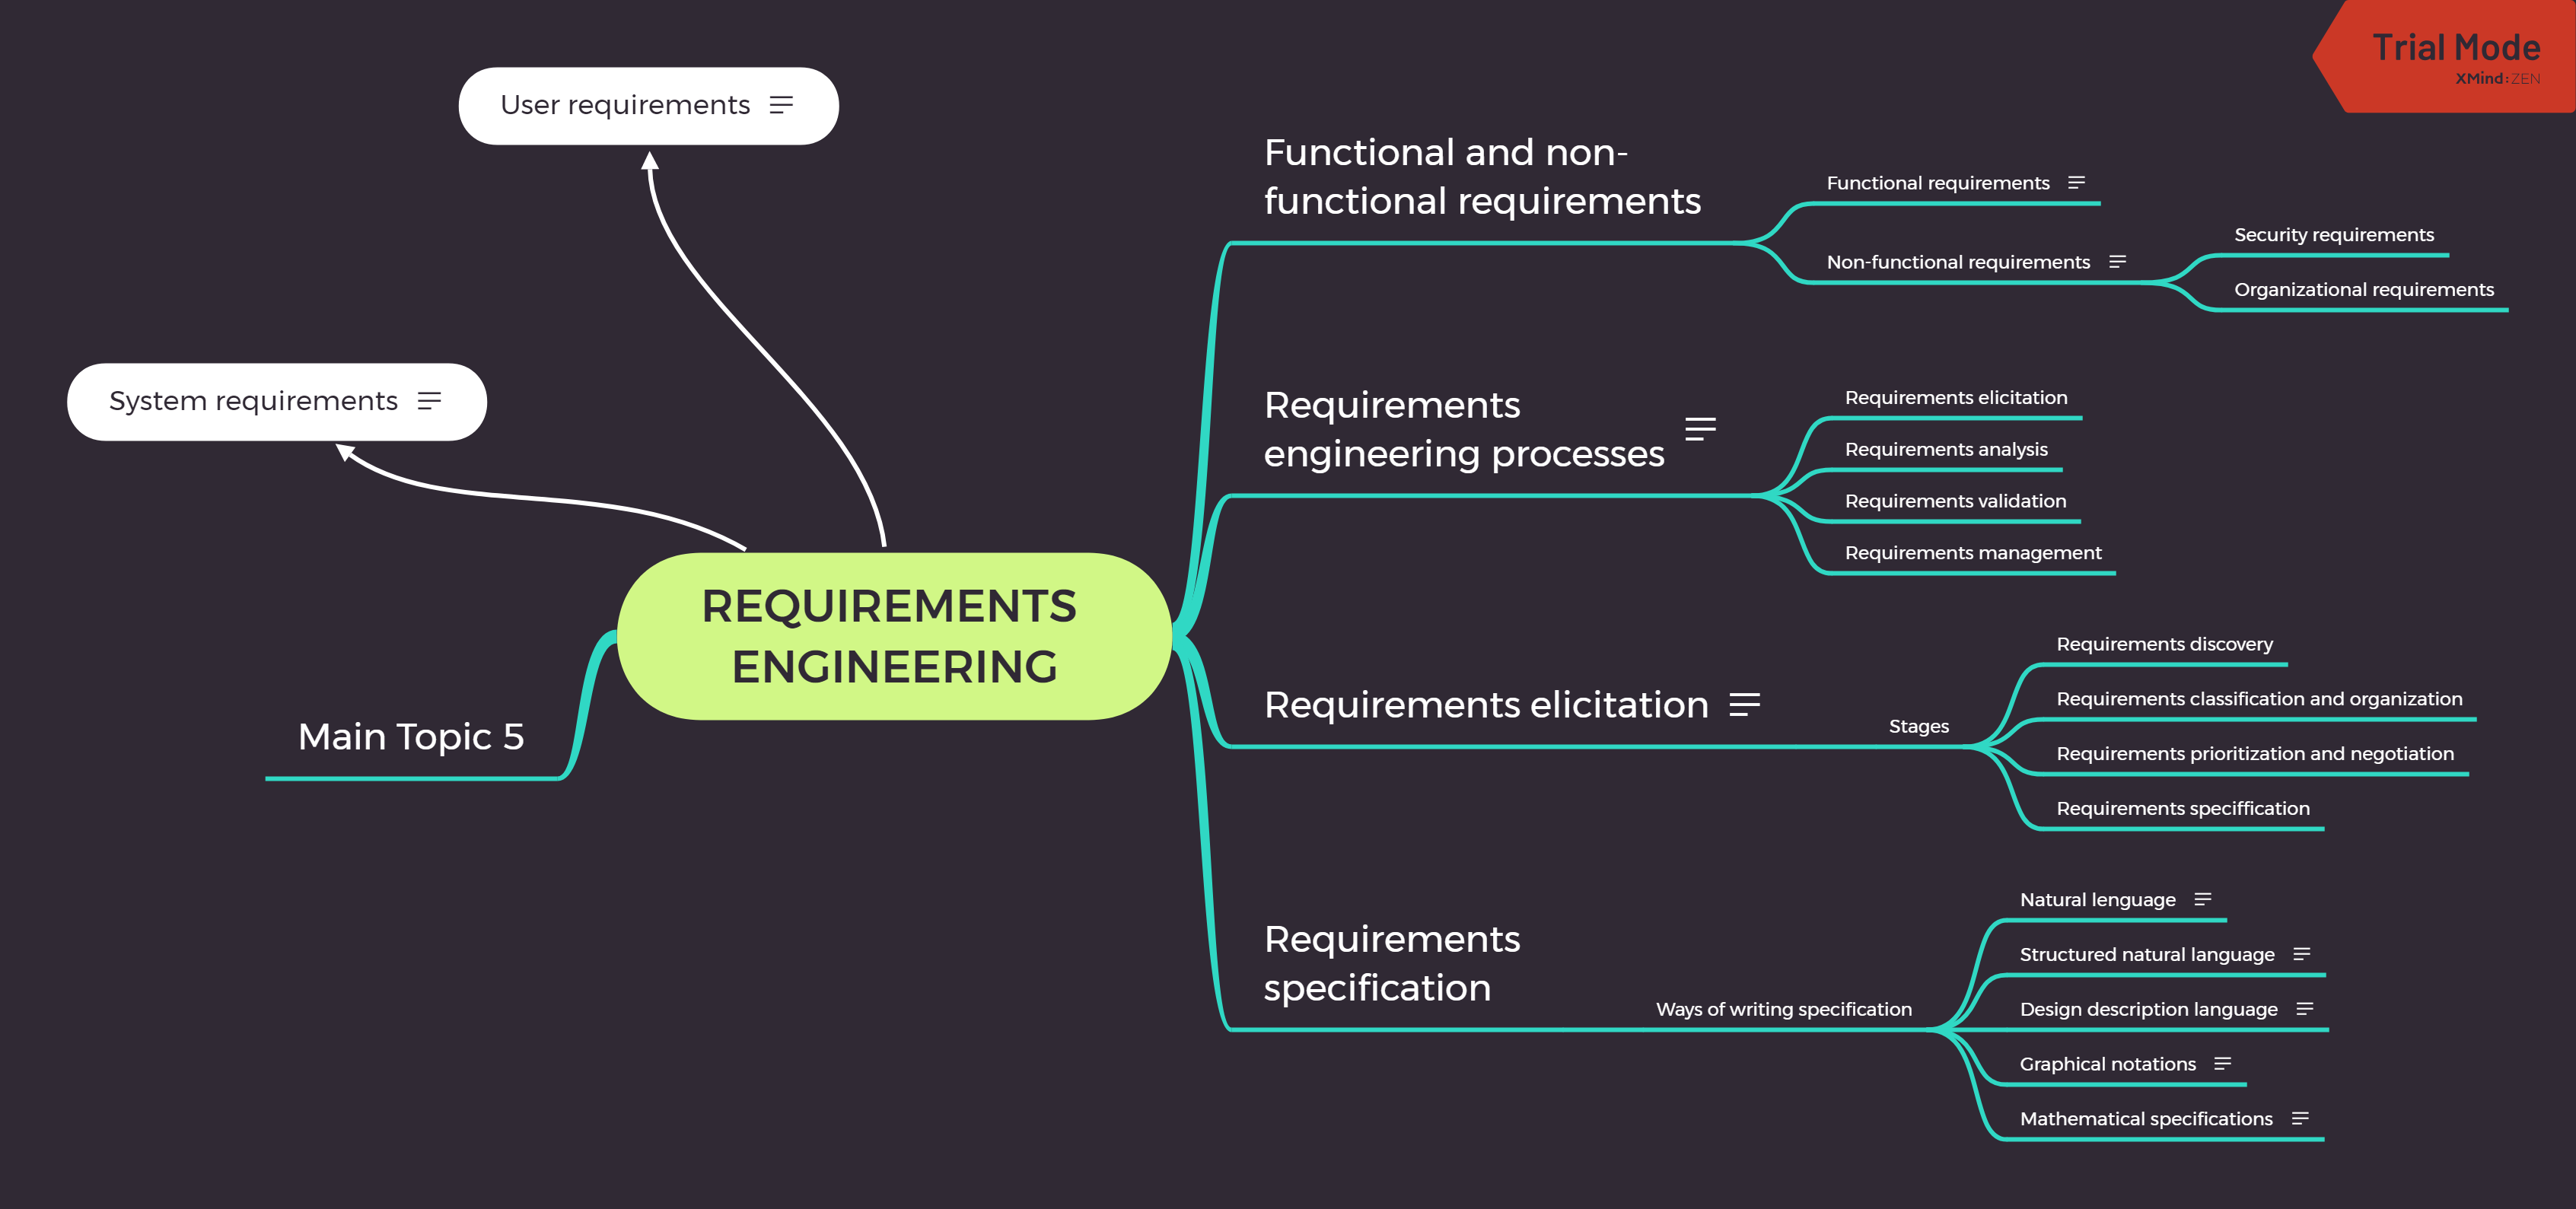 Trial Mode
XMind:ZEN
User requirements
System requirements
REQUIREMENTS
ENGINEERING
Main Topic 5
Functional and non-
functional requirements
Functional requirements
Non-functional requirements
Security requirements
Organizational requirements
Requirements
engineering processes
Requirements elicitation
Requirements analysis
Requirements validation
Requirements management
Requirements elicitation
Stages
Requirements discovery
Requirements classification and organization
Requirements prioritization and negotiation
Requirements speciffication
Requirements
specification
Ways of writing specification
Natural lenguage
Structured natural language
Design description language
Graphical notations
Mathematical specifications